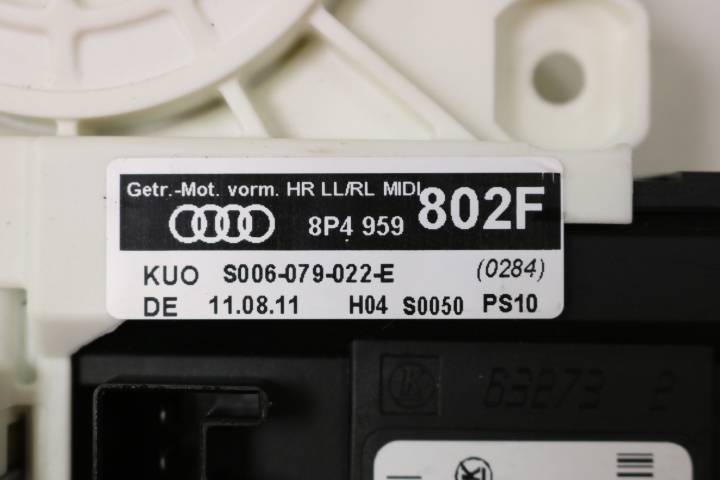 Getr.-Mot. vorm. HR LL/RL MIDI
8P4 959 802F
KUO S006-079-022-E (0284)
DE 11.08.11 H04 S0050 PS10
63273 2